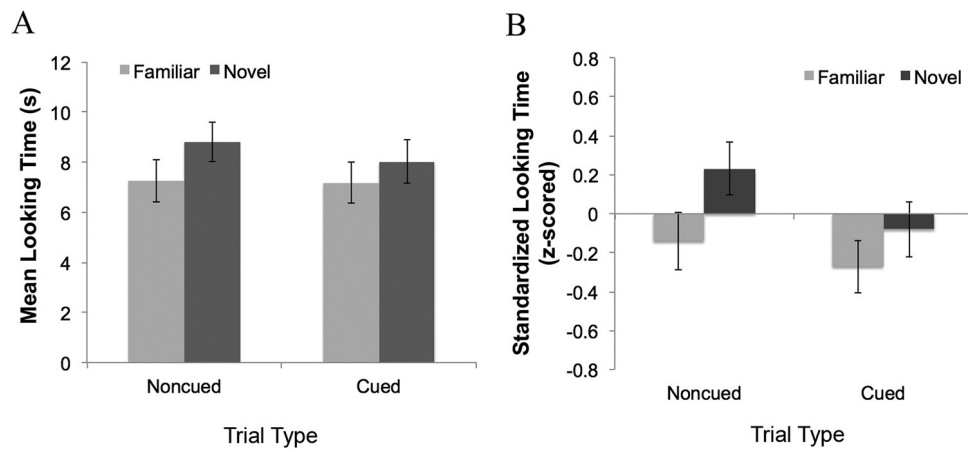 A
Mean Looking Time (s)
Familiar Novel
12
10
8
6
4
2
0
Noncued Cued
Trial Type
B
Standardized Looking Time
(z-scored)
Familiar Novel
0.8
0.6
0.4
0.2
0
-0.2
-0.4
-0.6
-0.8
Noncued Cued
Trial Type